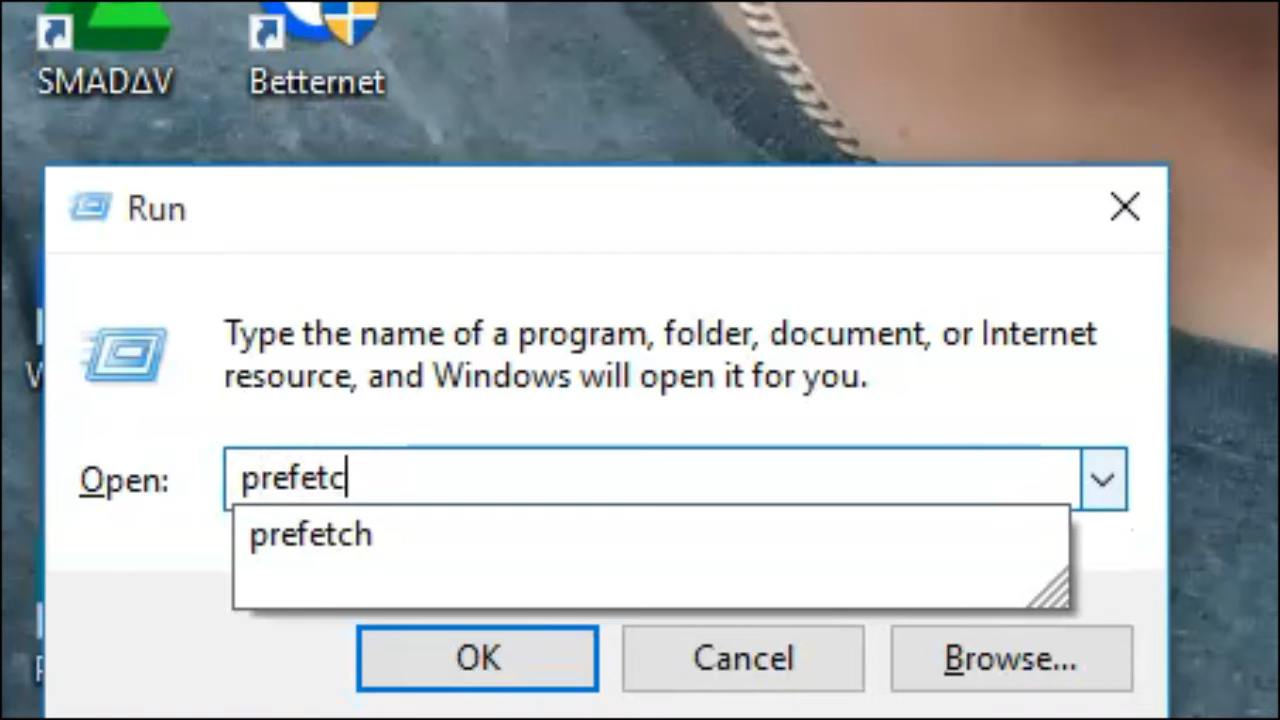 SMADΔV
Betternet
Run
Type the name of a program, folder, document, or Internet
resource, and Windows will open it for you.
Open:
prefetc
prefetch
OK
Cancel
Browse...